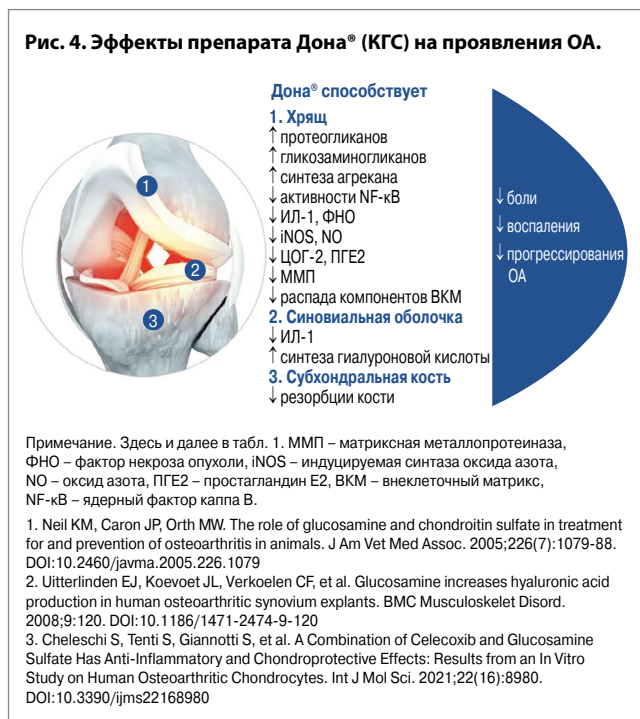 Рис. 4. Эффекты препарата Дона® (КГС) на проявления ОА.
Дона® способствует
1. Хрящ
↑ протеогликанов
↑ гликозаминогликанов
↑ синтеза агрекана
↓ активности NF-κB
↓ ИЛ-1, ФНО
↓ iNOS, NO
↓ ЦОГ-2, ПГЕ2
↓ ММП
↓ распада компонентов ВКМ
2. Синовиальная оболочка
↓ ИЛ-1
↑ синтеза гиалуроновой кислоты
3. Субхондральная кость
↓ резорбции кости
1
2
3
↓ боли
↓ воспаления
↓ прогрессирования
ОА
Примечание. Здесь и далее в табл. 1. ММП – матриксная металлопротеиназа,
ФНО – фактор некроза опухоли, iNOS – индуцируемая синтаза оксида азота,
NO – оксид азота, ПГЕ2 – простагландин Е2, ВКМ – внеклеточный матрикс,
NF-κB – ядерный фактор каппа B.
1. Neil KM, Caron JP, Orth MW. The role of glucosamine and chondroitin sulfate in treatment
for and prevention of osteoarthritis in animals. J Am Vet Med Assoc. 2005;226(7):1079-88.
DOI:10.2460/javma.2005.226.1079
2. Uitterlinden EJ, Koevoet JL, Verkoelen CF, et al. Glucosamine increases hyaluronic acid
production in human osteoarthritic synovium explants. BMC Musculoskelet Disord.
2008;9:120. DOI:10.1186/1471-2474-9-120
3. Cheleschi S, Tenti S, Giannotti S, et al. A Combination of Celecoxib and Glucosamine
Sulfate Has Anti-Inflammatory and Chondroprotective Effects: Results from an In Vitro
Study on Human Osteoarthritic Chondrocytes. Int J Mol Sci. 2021;22(16):8980.
DOI:10.3390/ijms22168980